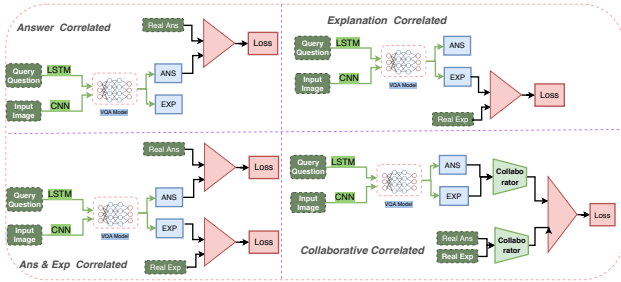 Answer Correlated
Real Ans
Query
Question
LSTM
Input
Image
CNN
VQA Model
ANS
EXP
Loss
Explanation Correlated
Query
Question
LSTM
Input
Image
CNN
VQA Model
ANS
EXP
Real Exp
Loss
Real Ans
Query
Question
LSTM
Input
Image
CNN
VQA Model
ANS
EXP
Real Exp
Loss
Loss
Ans & Exp Correlated
Query
Question
LSTM
Input
Image
CNN
VQA Model
ANS
EXP
Collabo
rator
Real Ans
Real Exp
Collabo
rator
Loss
Collaborative Correlated